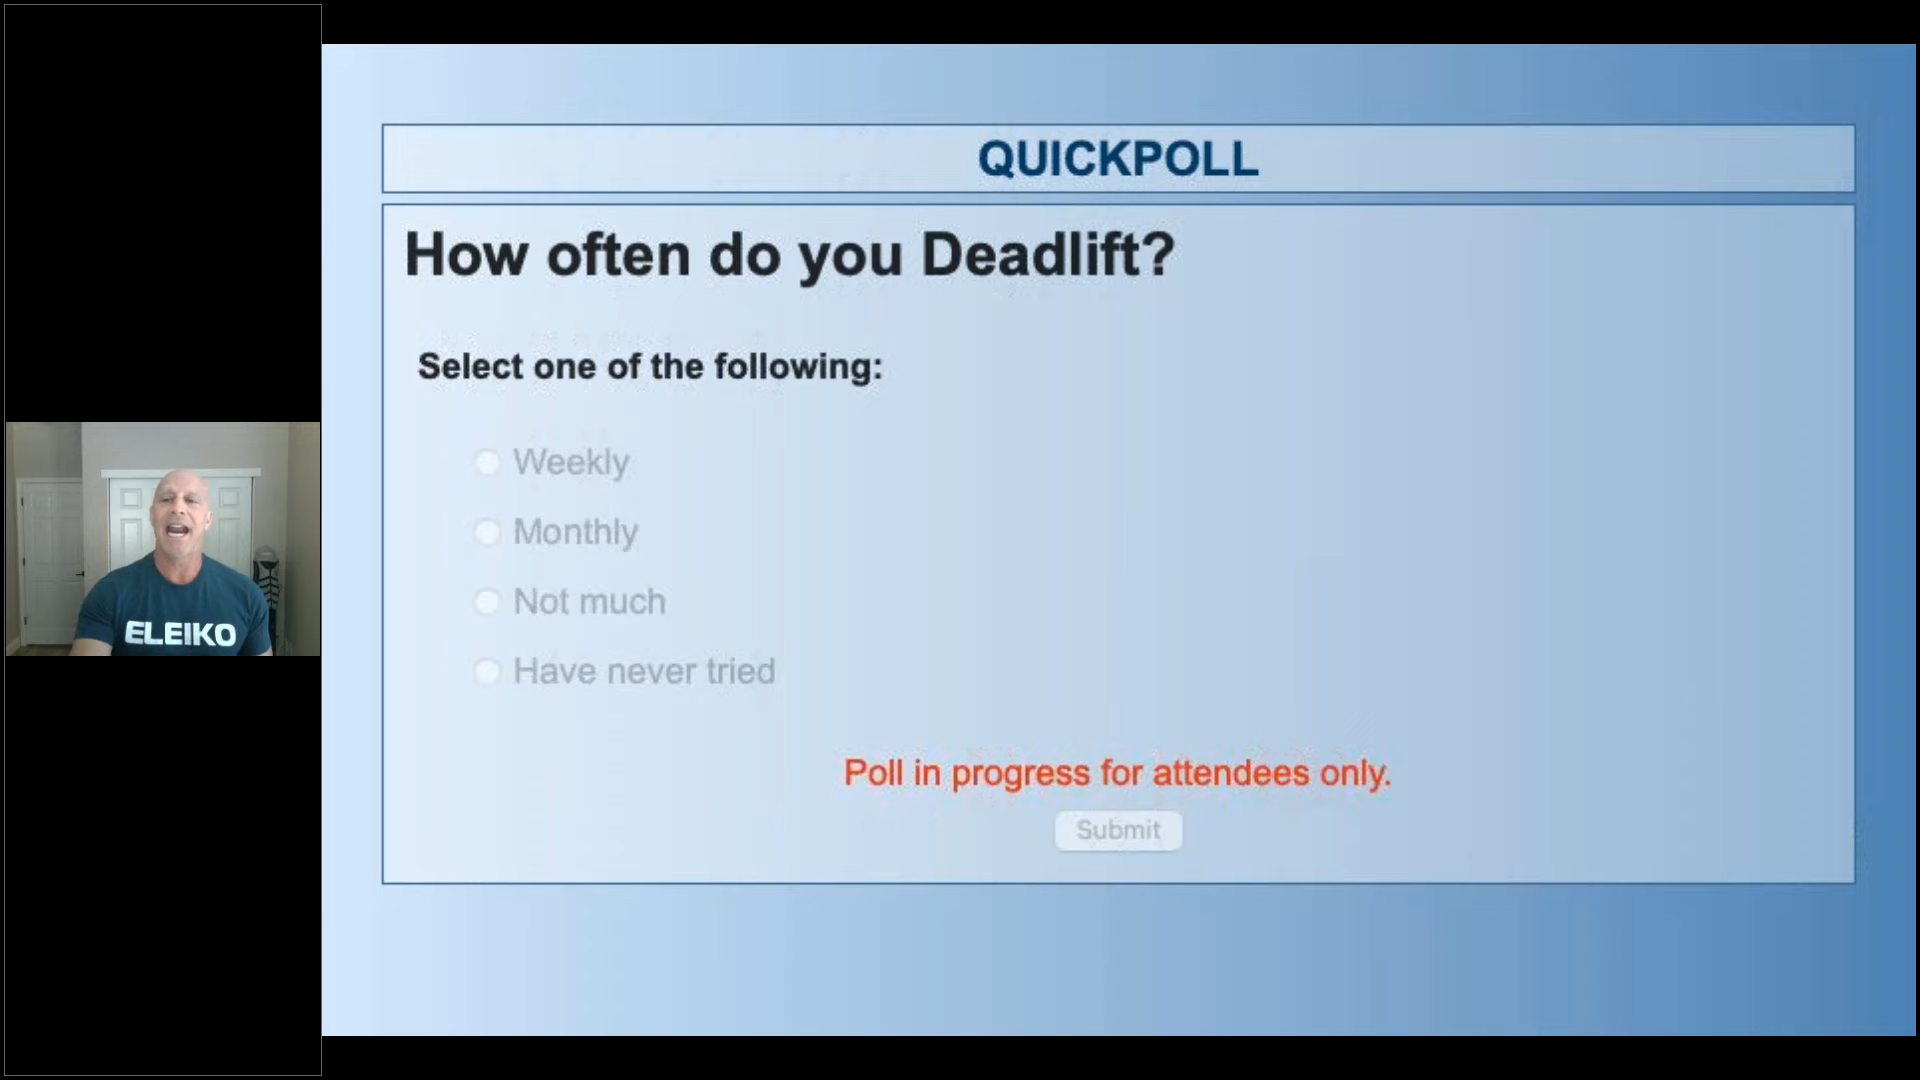 QUICKPOLL
How often do you Deadlift?
Select one of the following:
Weekly
Monthly
Not much
Have never tried
Poll in progress for attendees only.
Submit
ELEIKO